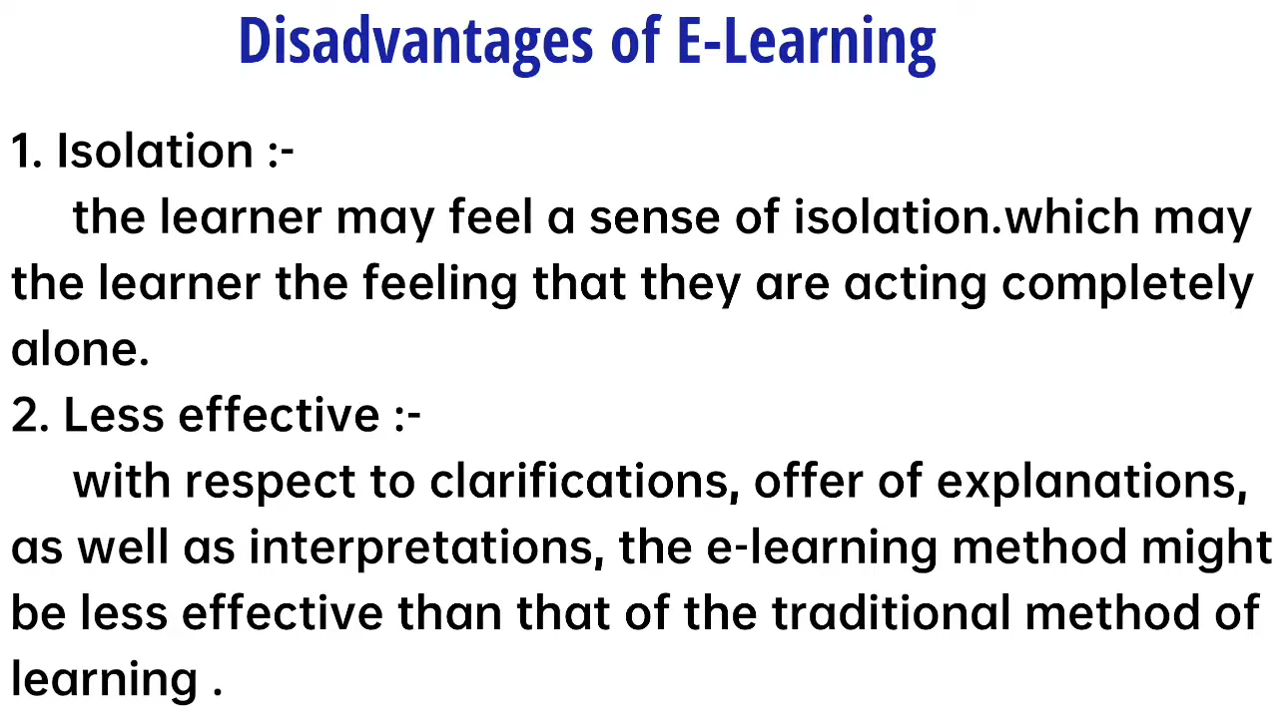 Disadvantages of E-Learning
1. Isolation :-
the learner may feel a sense of isolation.which may
the learner the feeling that they are acting completely
alone.
2. Less effective :-
with respect to clarifications, offer of explanations,
as well as interpretations, the e-learning method might
be less effective than that of the traditional method of
learning .